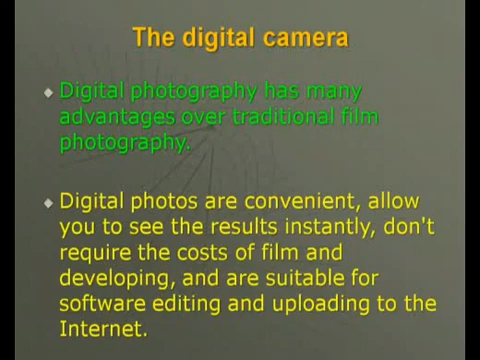 The digital camera
Digital photography has many
advantages over traditional film
photography.
Digital photos are convenient, allow
you to see the results instantly, don't
require the costs of film and
developing, and are suitable for
software editing and uploading to the
Internet.